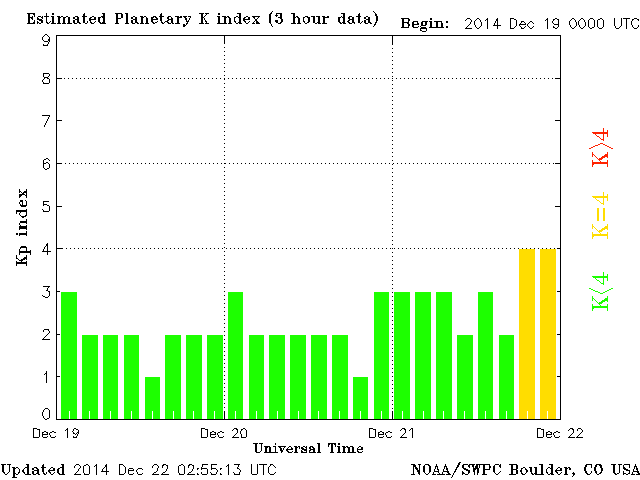 Estimated Planetary K index (3 hour data) Begin: 2014 Dec 19 0000 UTC
9
8
7
6
5
4
3
2
1
0
Kp index
K>4
K=4
K<4
Dec 19 Dec 20 Dec 21 Dec 22
Universal Time
Updated 2014 Dec 22 02:55:13 UTC NOAA/SWPC Boulder, CO USA